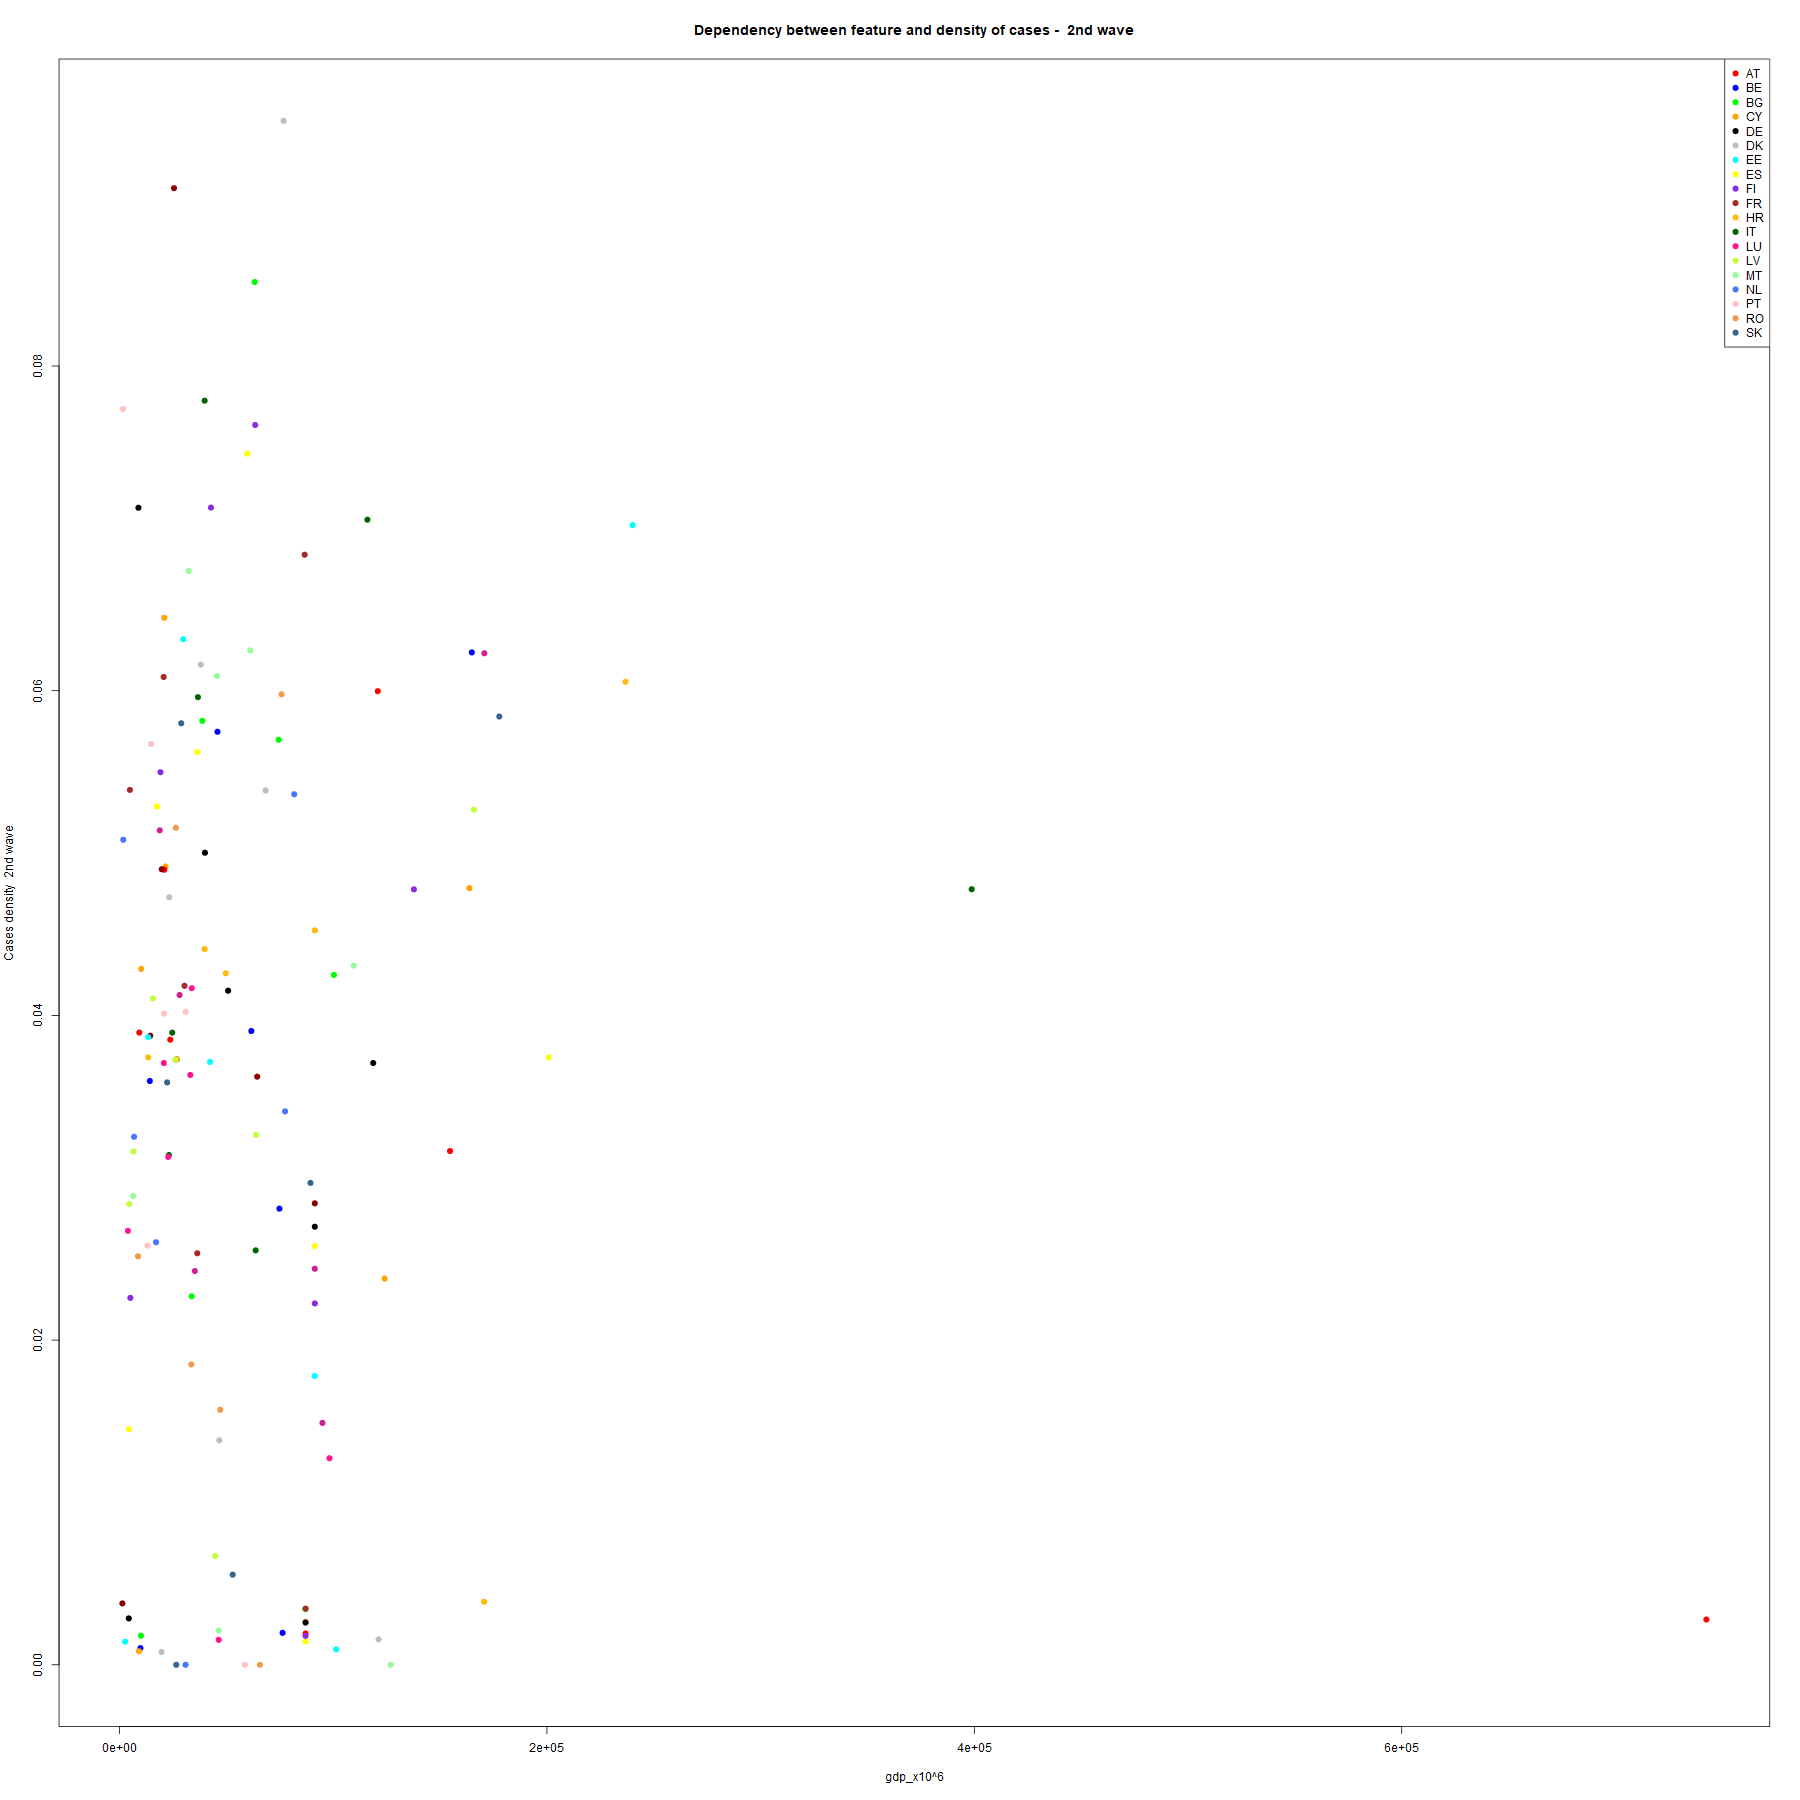 Dependency between feature and density of cases -  2nd wave
AT
BE
BG
CY
DE
DK
EE
ES
FI
FR
HR
IT
LU
LV
MT
NL
PT
RO
SK
Cases density  2nd wave
0.08
0.06
0.04
0.02
0.00
0e+00 2e+05 4e+05 6e+05
gdp_x10^6